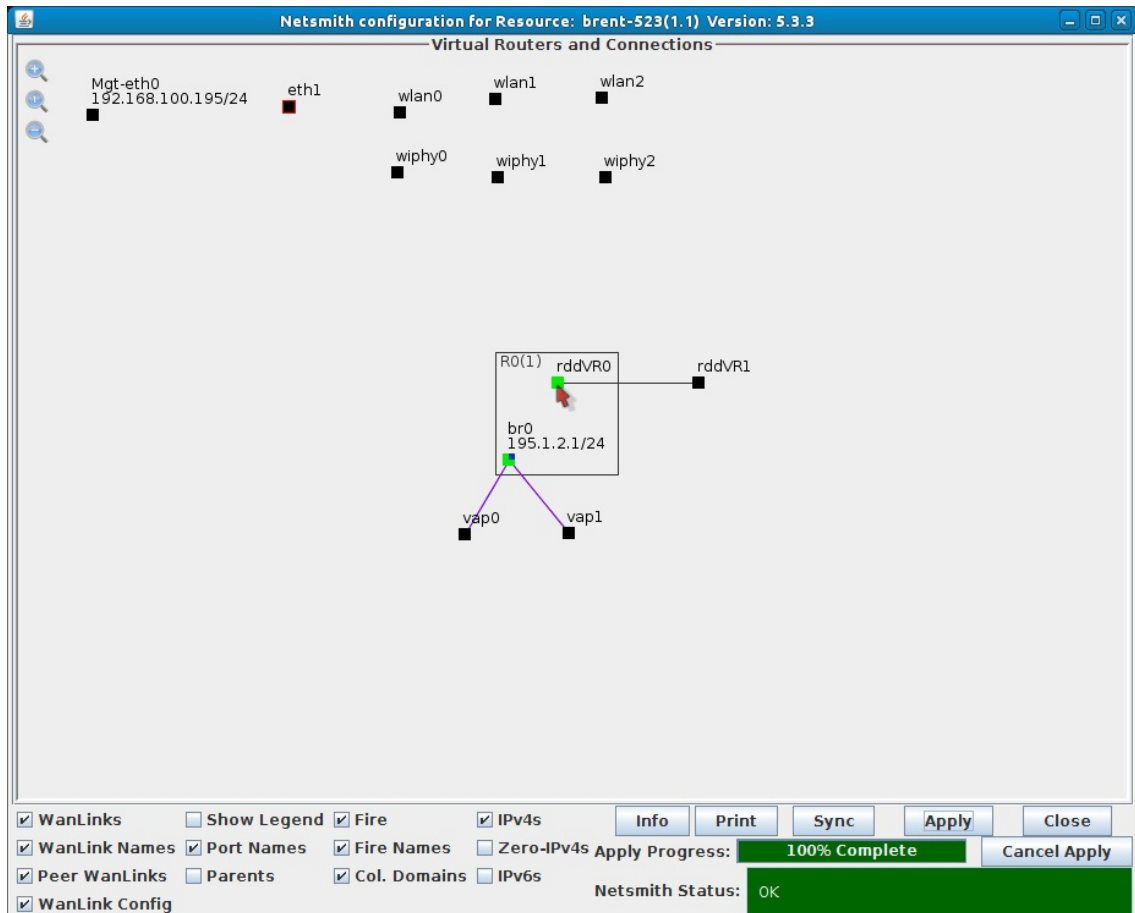 Netsmith configuration for Resource: brent-523(1.1) Version: 5.3.3
Virtual Routers and Connections
Mgt-eth0
192.168.100.195/24
eth1
wlan0
wlan1
wlan2
wiphy0
wiphy1
wiphy2
R0(1)
rddVR0
rddVR1
br0
195.1.2.1/24
vap0
vap1
WanLinks
Show Legend
Fire
IPv4s
Info
Print
Sync
Apply
Close
WanLink Names
Port Names
Fire Names
Zero-IPv4s
Apply Progress:
100% Complete
Cancel Apply
Peer WanLinks
Parents
Col. Domains
IPv6s
Netsmith Status:
OK
WanLink Config